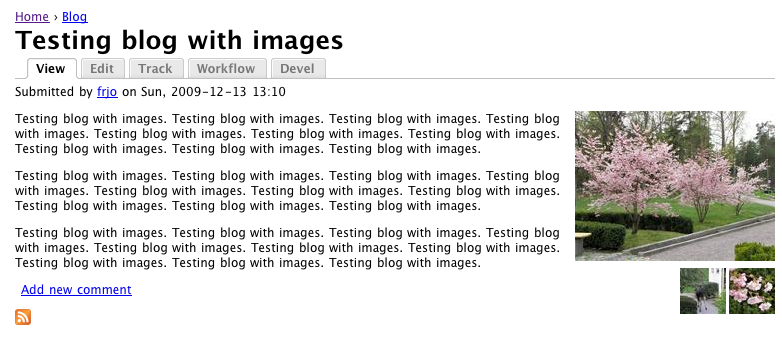 Home › Blog
Testing blog with images
View Edit Track Workflow Devel
Submitted by frjo on Sun, 2009-12-13 13:10
Testing blog with images. Testing blog with images. Testing blog with images. Testing blog
with images. Testing blog with images. Testing blog with images. Testing blog with images.
Testing blog with images. Testing blog with images. Testing blog with images.
Testing blog with images. Testing blog with images. Testing blog with images. Testing blog
with images. Testing blog with images. Testing blog with images. Testing blog with images.
Testing blog with images. Testing blog with images. Testing blog with images.
Testing blog with images. Testing blog with images. Testing blog with images. Testing blog
with images. Testing blog with images. Testing blog with images. Testing blog with images.
Testing blog with images. Testing blog with images. Testing blog with images.
Add new comment